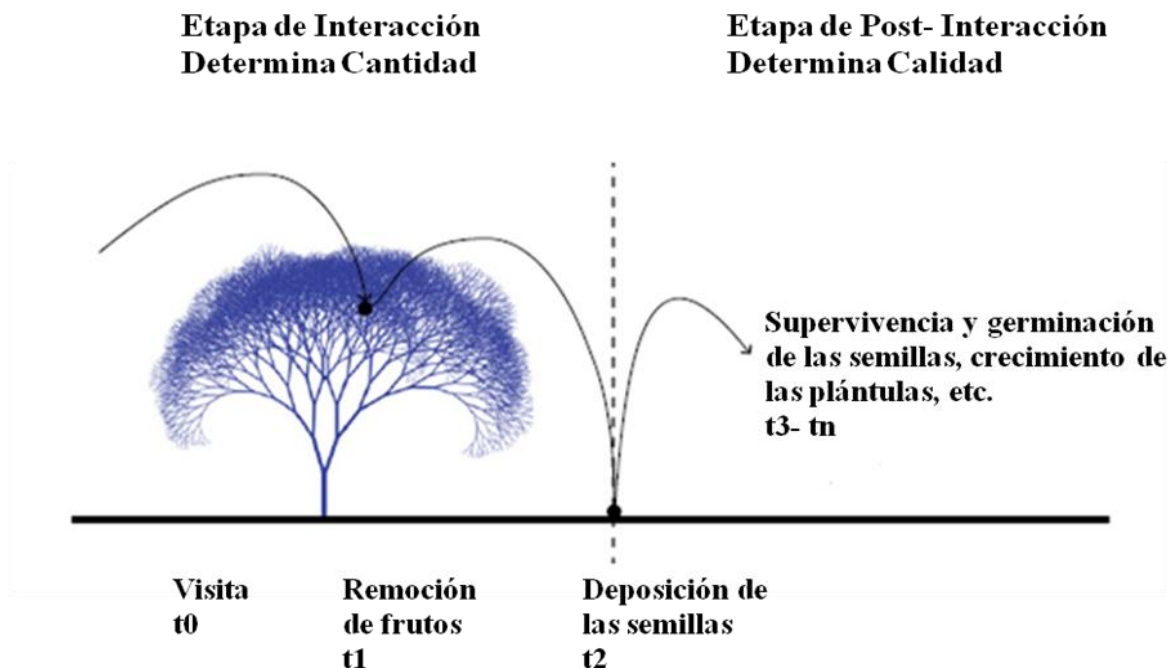 Etapa de Interacción
Determina Cantidad
Etapa de Post- Interacción
Determina Calidad
Supervivencia y germinación
de las semillas, crecimiento de
las plántulas, etc.
t3- tn
Visita
t0
Remoción
de frutos
t1
Deposición de
las semillas
t2